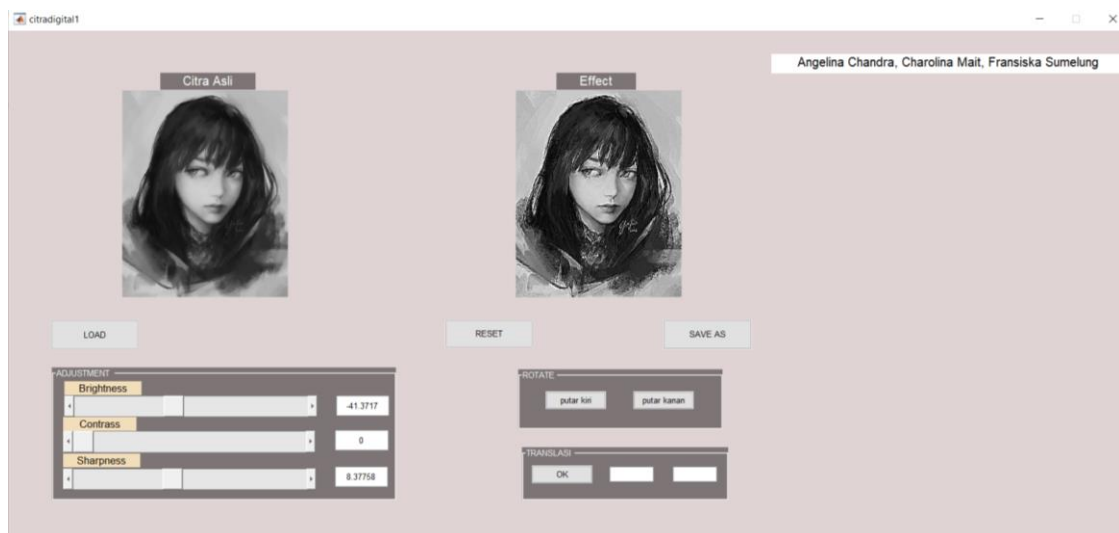 citradigital1
Angelina Chandra, Charolina Mait, Fransiska Sumelung
Citra Asli
Effect
LOAD
RESET
SAVE AS
ADJUSTMENT
Brightness
-41.3717
Contrass
0
Sharpness
8.37758
ROTATE
putar kiri
putar kanan
TRANSLASI
OK